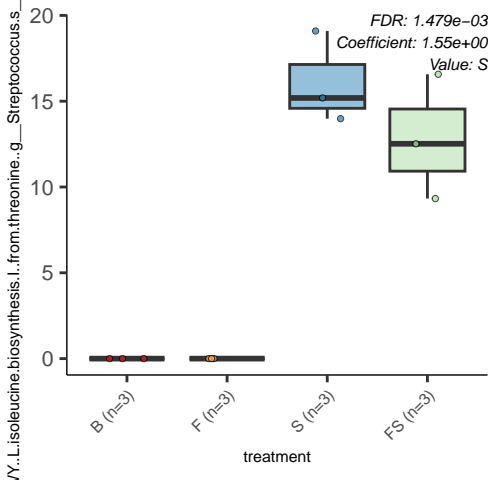 FDR: 1.479e−03
Coefficient: 1.55e+00
Value: S
WY..L.isoleucine.biosynthesis.I..from.threonine..g__Streptococcus.s_
20
15
10
5
0
B (n=3)
F (n=3)
S (n=3)
FS (n=3)
treatment